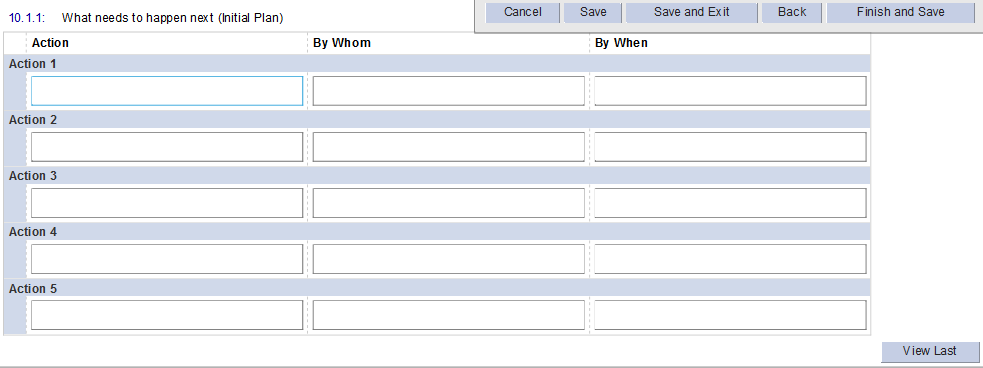 10.1.1: What needs to happen next (Initial Plan)
Cancel Save Save and Exit Back Finish and Save
Action By Whom By When
Action 1
Action 2
Action 3
Action 4
Action 5
View Last